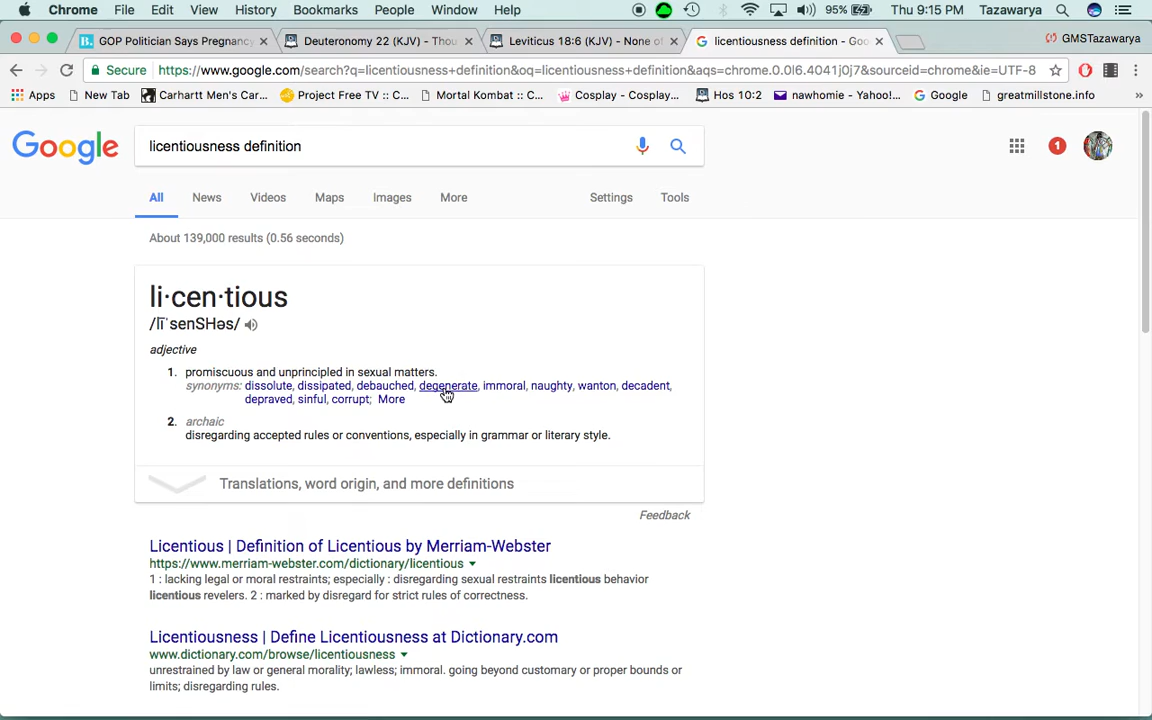 Chrome File Edit View History Bookmarks People Window Help 95% Thu 9:15 PM Tazawarya
GOP Politician Says Pregnancy Deuteronomy 22 (KJV) - Thou Leviticus 18:6 (KJV) - None of licentiousness definition - Goo GMSTazawarya
Secure https://www.google.com/search?q=licentiousness+definition&oq=licentiousness+definition&aqs=chrome.0.0l6.4041j0j7&sourceid=chrome&ie=UTF-8
Apps New Tab Carhartt Men's Car... Project Free TV :: C... Mortal Kombat :: C... Cosplay - Cosplay... Hos 10:2 nawhomie - Yahoo!... Google greatmillstone.info »
Google licentiousness definition 1
All News Videos Maps Images More Settings Tools
About 139,000 results (0.56 seconds)
li·cen·tious
/līˈsenSHəs/
adjective
1. promiscuous and unprincipled in sexual matters.
synonyms: dissolute, dissipated, debauched, degenerate, immoral, naughty, wanton, decadent,
depraved, sinful, corrupt; More
2. archaic
disregarding accepted rules or conventions, especially in grammar or literary style.
Translations, word origin, and more definitions
Feedback
Licentious | Definition of Licentious by Merriam-Webster
https://www.merriam-webster.com/dictionary/licentious
1 : lacking legal or moral restraints; especially : disregarding sexual restraints licentious behavior
licentious revelers. 2 : marked by disregard for strict rules of correctness.
Licentiousness | Define Licentiousness at Dictionary.com
www.dictionary.com/browse/licentiousness
unrestrained by law or general morality; lawless; immoral. going beyond customary or proper bounds or
limits; disregarding rules.